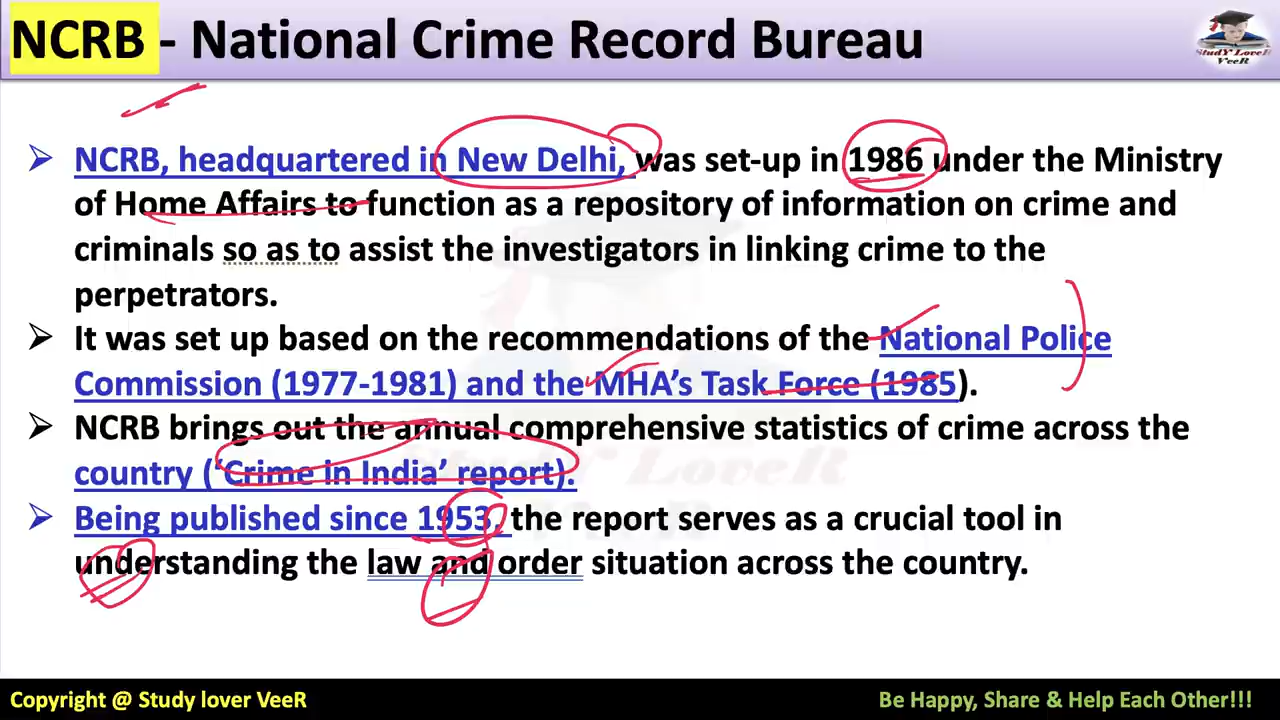 NCRB - National Crime Record Bureau
StudY LoveR
VeeR
➢ NCRB, headquartered in New Delhi, was set-up in 1986 under the Ministry
of Home Affairs to function as a repository of information on crime and
criminals so as to assist the investigators in linking crime to the
perpetrators.
➢ It was set up based on the recommendations of the National Police
Commission (1977-1981) and the MHA's Task Force (1985).
➢ NCRB brings out the annual comprehensive statistics of crime across the
country ('Crime in India' report).
StudY LoveR
➢ Being published since 1953, the report serves as a crucial tool in
understanding the law and order situation across the country.
Copyright @ Study lover VeeR
Be Happy, Share & Help Each Other!!!